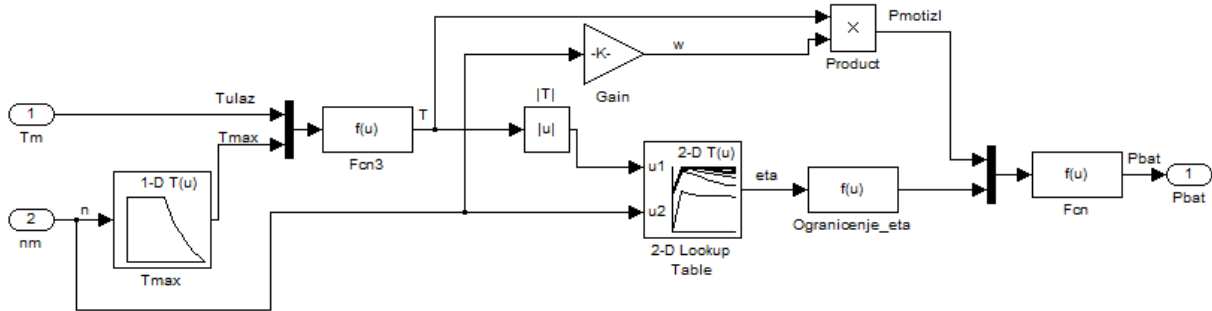 Pmotizl
×
Product
-K-
w
Gain
1
Tm
Tulaz
Tmax
f(u)
Fcn3
T
|T|
|u|
2
nm
n
1-D T(u)
Tmax
u1
u2
2-D T(u)
2-D Lookup
Table
eta
f(u)
Ogranicenje_eta
f(u)
Fcn
Pbat
1
Pbat